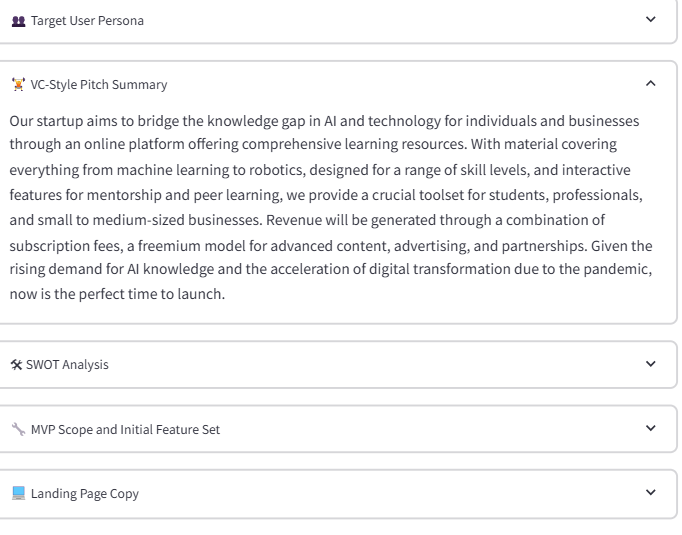 Target User Persona
VC-Style Pitch Summary
Our startup aims to bridge the knowledge gap in AI and technology for individuals and businesses
through an online platform offering comprehensive learning resources. With material covering
everything from machine learning to robotics, designed for a range of skill levels, and interactive
features for mentorship and peer learning, we provide a crucial toolset for students, professionals,
and small to medium-sized businesses. Revenue will be generated through a combination of
subscription fees, a freemium model for advanced content, advertising, and partnerships. Given the
rising demand for AI knowledge and the acceleration of digital transformation due to the pandemic,
now is the perfect time to launch.
SWOT Analysis
MVP Scope and Initial Feature Set
Landing Page Copy